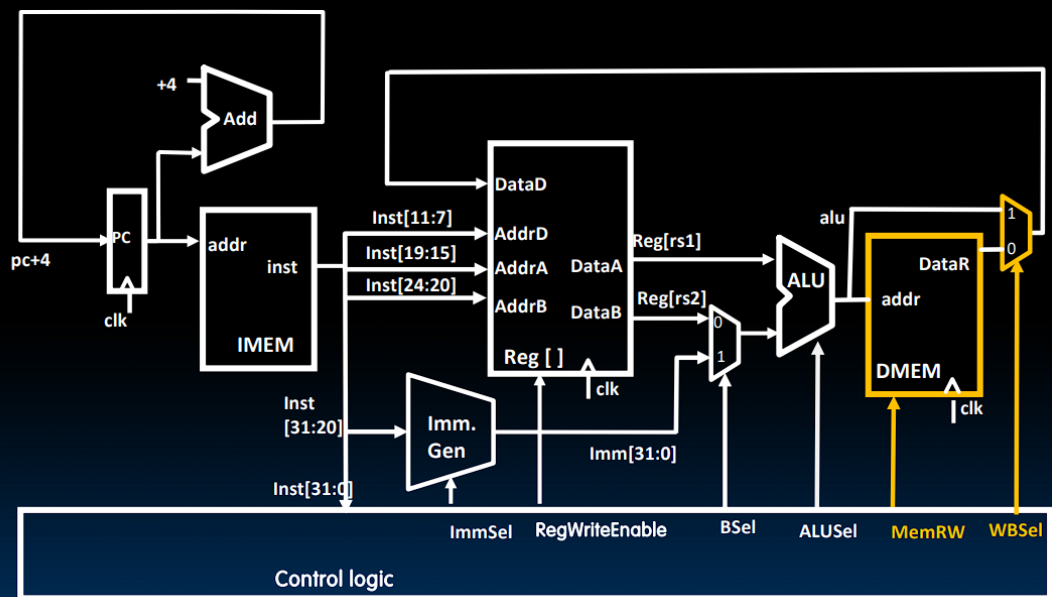 +4
Add
DataD
Inst[11:7]
alu
1
PC
addr
AddrD
Reg[rs1]
0
pc+4
inst
Inst[19:15]
AddrA
DataA
ALU
DataR
Inst[24:20]
AddrB
DataB
Reg[rs2]
addr
clk
0
IMEM
Reg [ ]
1
DMEM
clk
clk
Inst
[31:20]
Imm.
Gen
Imm[31:0]
Inst[31:0]
ImmSel
RegWriteEnable
BSel
ALUSel
MemRW
WBSel
Control logic